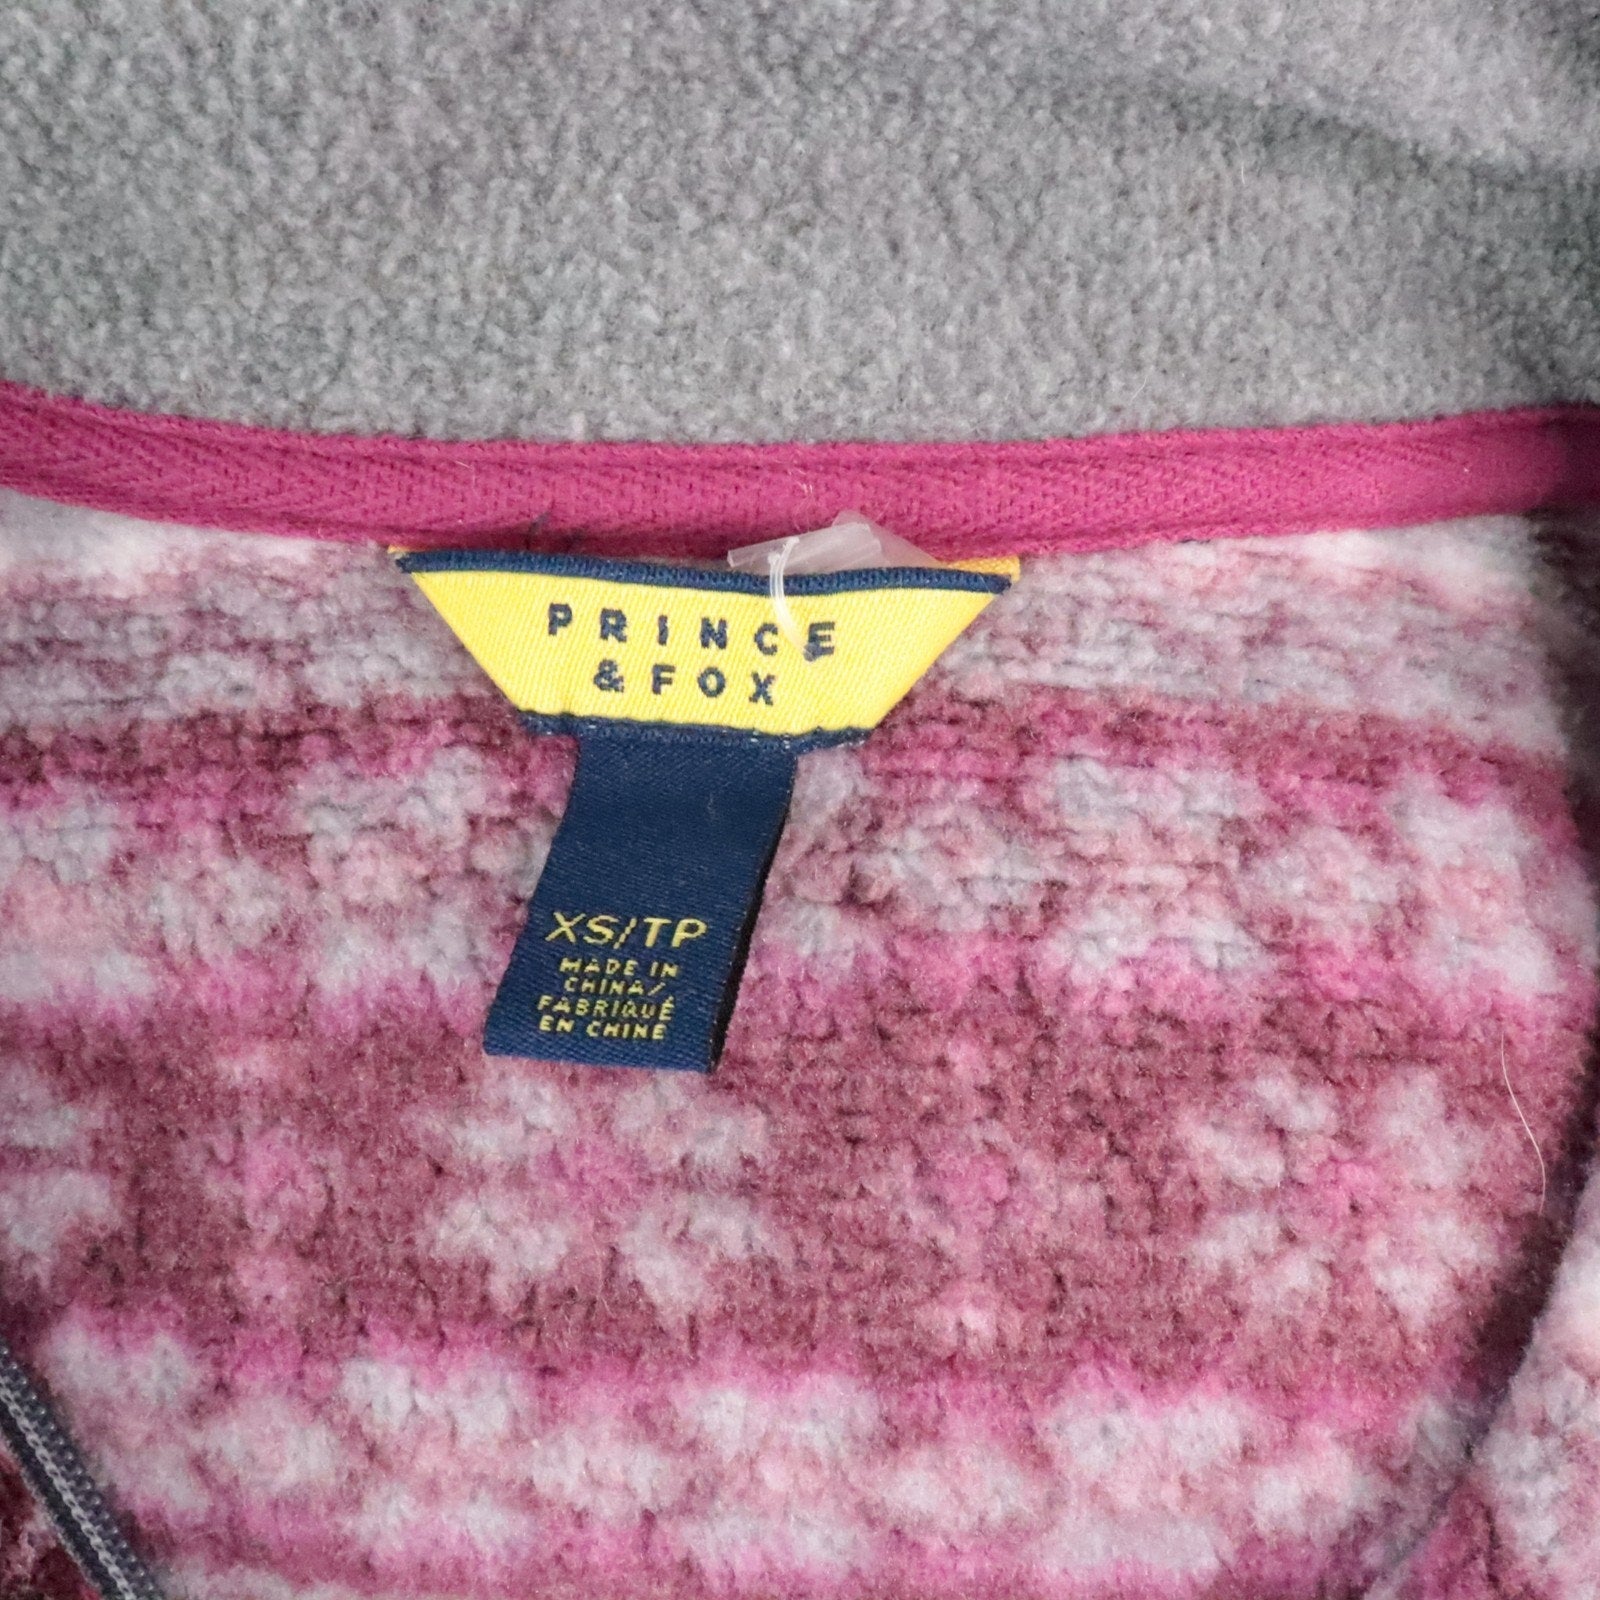 PRINCE
& FOX
XS/TP
MADE IN
CHINA/
FABRIQUÉ
EN CHINE